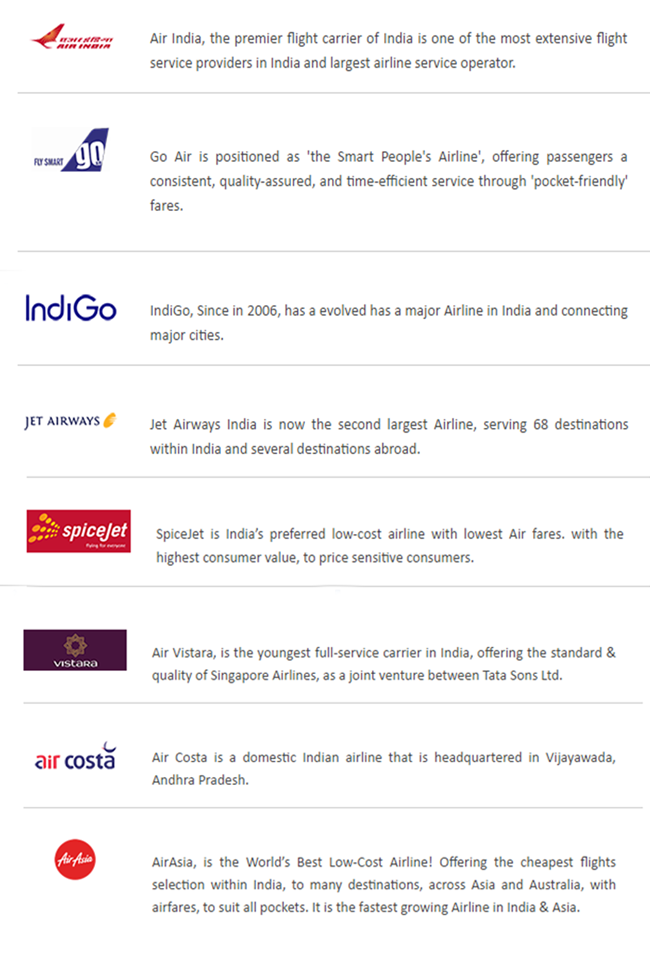 एअर इंडिया
AIR INDIA
Air India, the premier flight carrier of India is one of the most extensive flight
service providers in India and largest airline service operator.
FLY SMART go
Go Air is positioned as 'the Smart People's Airline', offering passengers a
consistent, quality-assured, and time-efficient service through 'pocket-friendly'
fares.
IndiGo
IndiGo, Since in 2006, has a evolved has a major Airline in India and connecting
major cities.
JET AIRWAYS
Jet Airways India is now the second largest Airline, serving 68 destinations
within India and several destinations abroad.
spicejet
flying for everyone
SpiceJet is India’s preferred low-cost airline with lowest Air fares. with the
highest consumer value, to price sensitive consumers.
vistara
Air Vistara, is the youngest full-service carrier in India, offering the standard &
quality of Singapore Airlines, as a joint venture between Tata Sons Ltd.
air costa
Air Costa is a domestic Indian airline that is headquartered in Vijayawada,
Andhra Pradesh.
AirAsia
AirAsia, is the World’s Best Low-Cost Airline! Offering the cheapest flights
selection within India, to many destinations, across Asia and Australia, with
airfares, to suit all pockets. It is the fastest growing Airline in India & Asia.